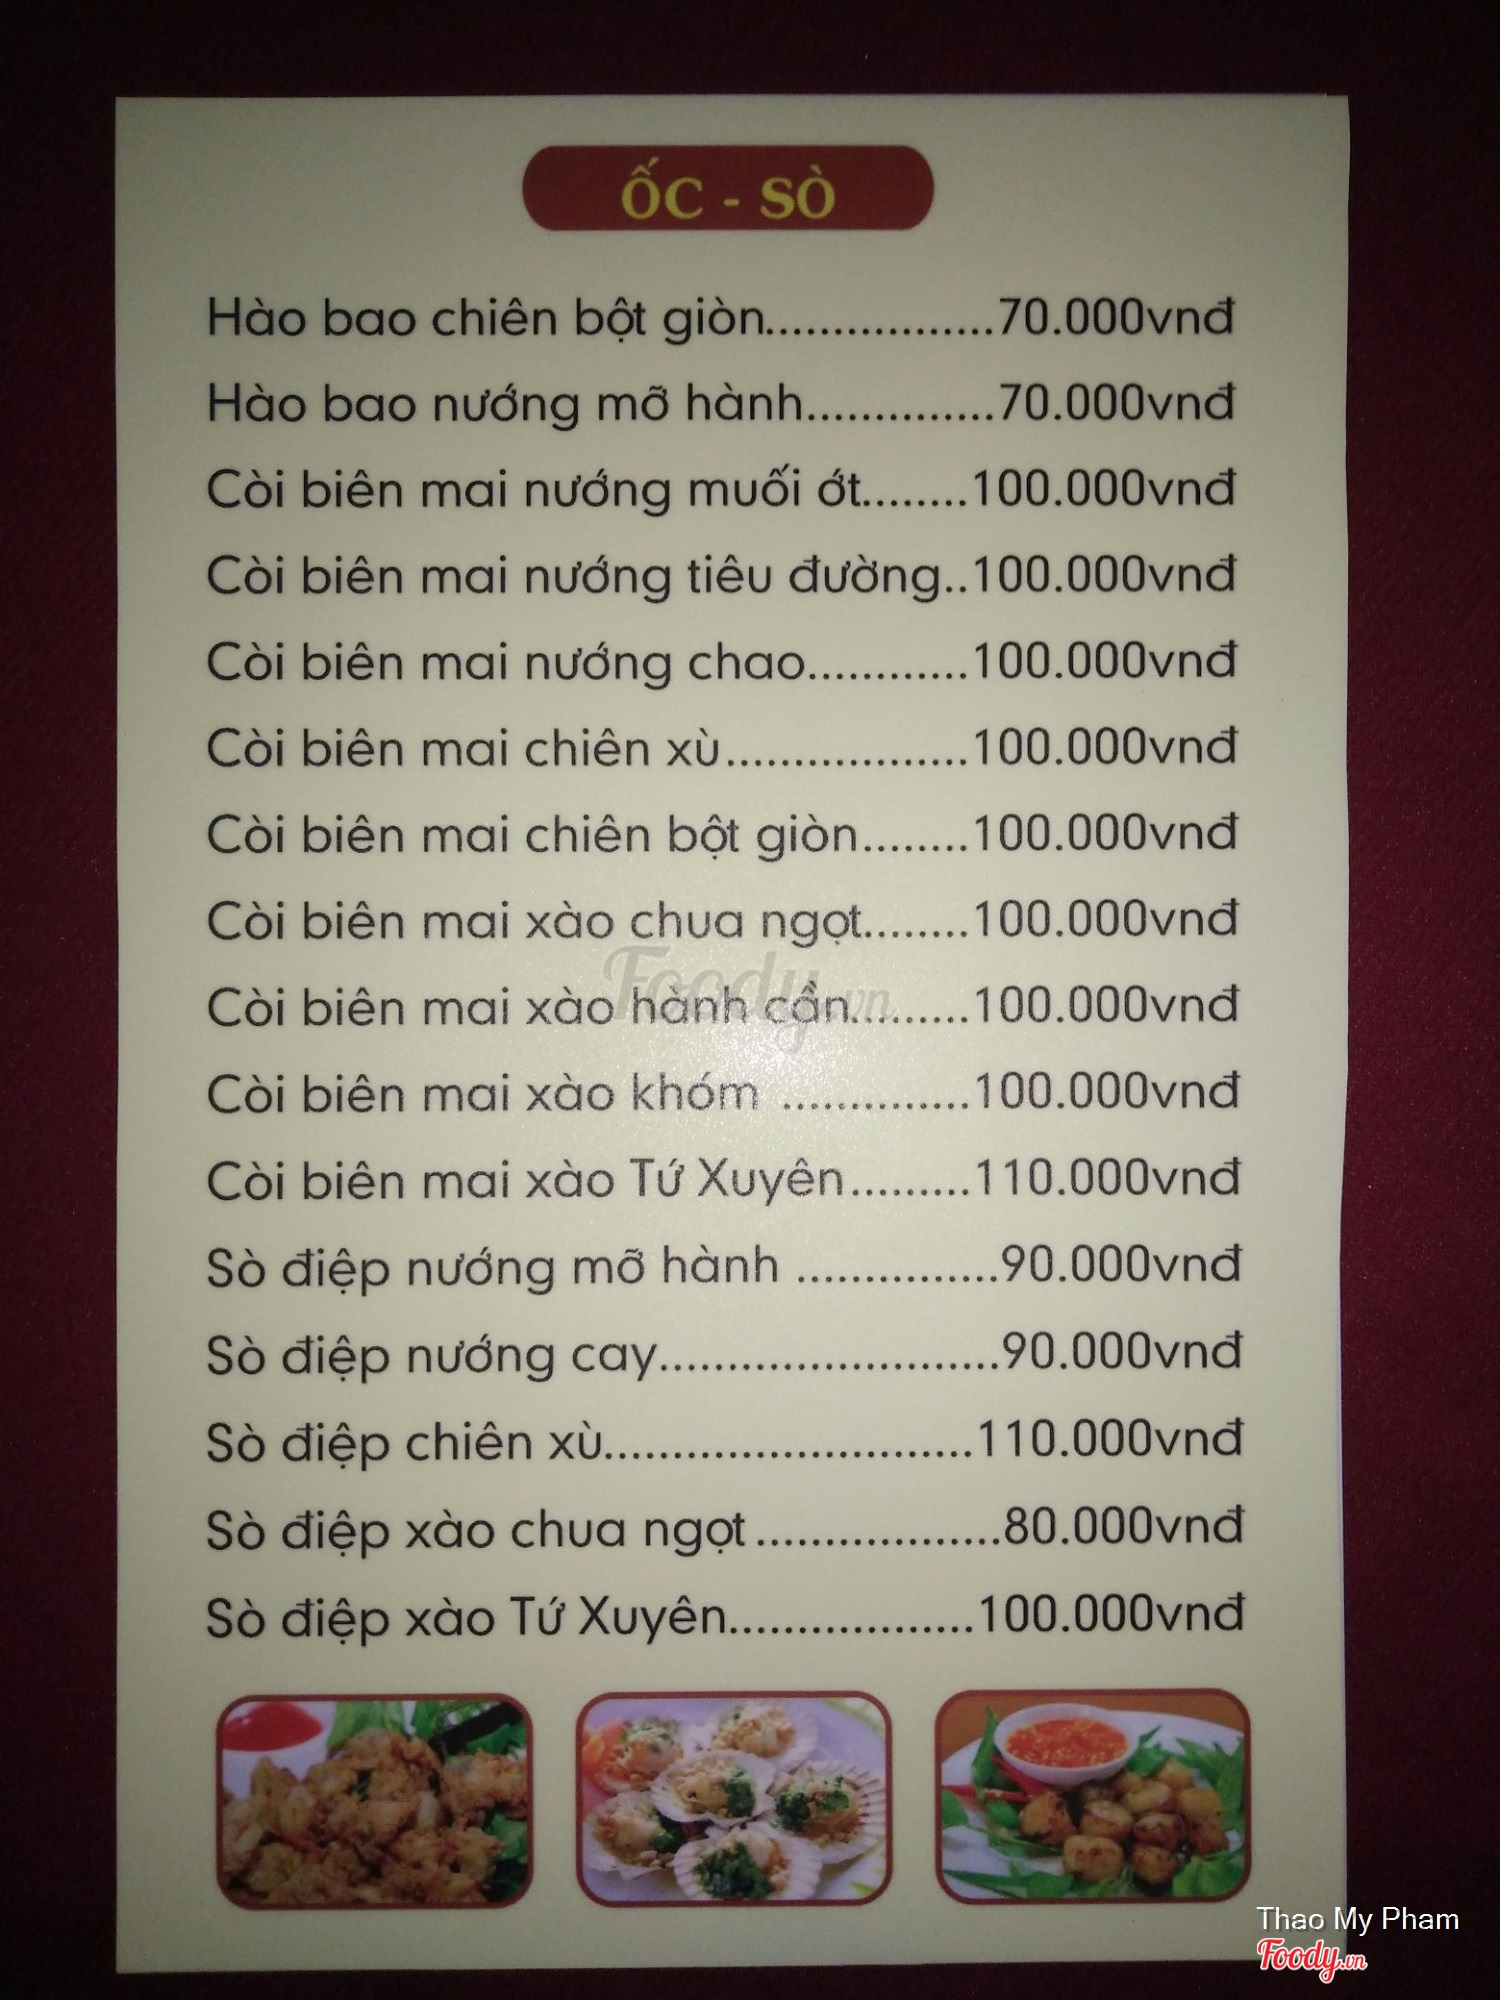 ỐC - SÒ
Hào bao chiên bột giòn.................70.000vnđ
Hào bao nướng mỡ hành..............70.000vnđ
Còi biên mai nướng muối ớt........100.000vnđ
Còi biên mai nướng tiêu đường..100.000vnđ
Còi biên mai nướng chao............100.000vnđ
Còi biên mai chiên xù..................100.000vnđ
Còi biên mai chiên bột giòn........100.000vnđ
Còi biên mai xào chua ngọt........100.000vnđ
Foody.vn
Còi biên mai xào hành cần.........100.000vnđ
Còi biên mai xào khóm ..............100.000vnđ
Còi biên mai xào Tứ Xuyên.........110.000vnđ
Sò điệp nướng mỡ hành ...............90.000vnđ
Sò điệp nướng cay.........................90.000vnđ
Sò điệp chiên xù...........................110.000vnđ
Sò điệp xào chua ngọt..................80.000vnđ
Sò điệp xào Tứ Xuyên..................100.000vnđ
Thao My Pham
Foody.vn